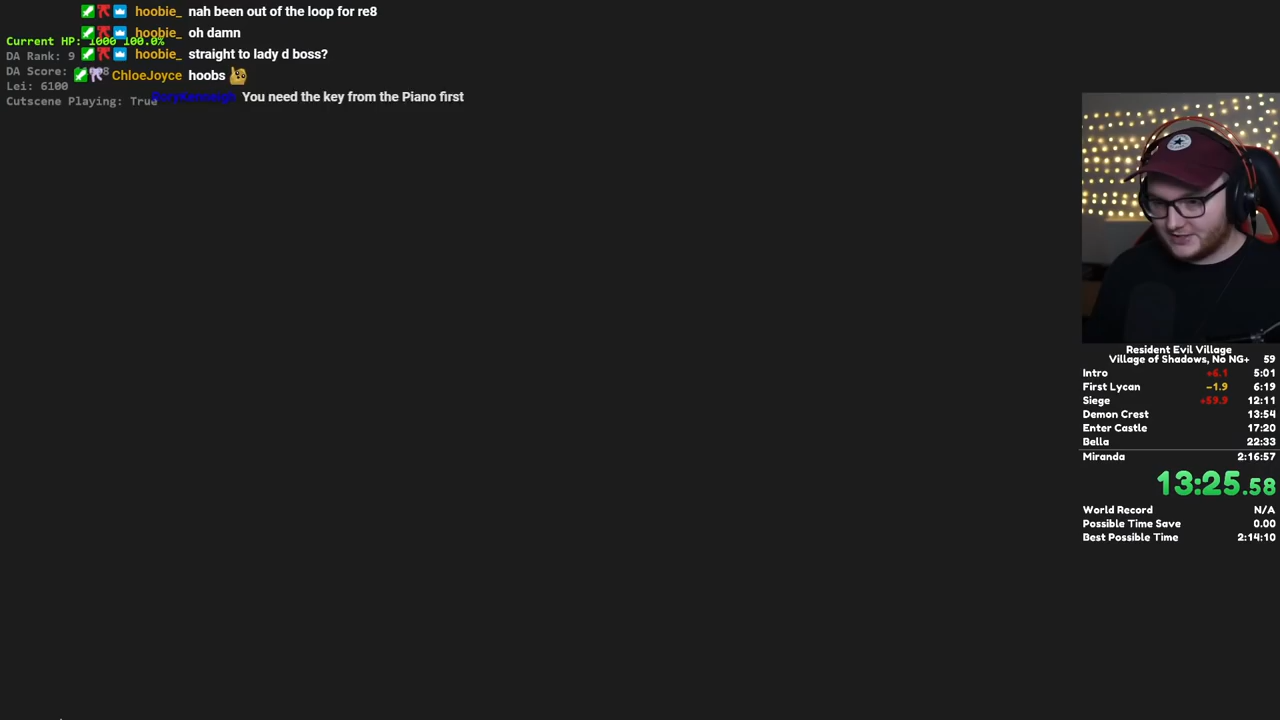 hoobie_ nah been out of the loop for re8
hoobie_ oh damn
Current HP: 1000 100.0%
hoobie_ straight to lady d boss?
DA Rank: 9
DA Score:
ChloeJoyce hoobs
Lei: 6100
You need the key from the Piano first
Cutscene Playing: True
Resident Evil Village
Village of Shadows, No NG+ 59
Intro +6.1 5:01
First Lycan −1.9 6:19
Siege +59.9 12:11
Demon Crest 13:54
Enter Castle 17:20
Bella 22:33
Miranda 2:16:57
13:25.58
World Record N/A
Possible Time Save 0.00
Best Possible Time 2:14:10